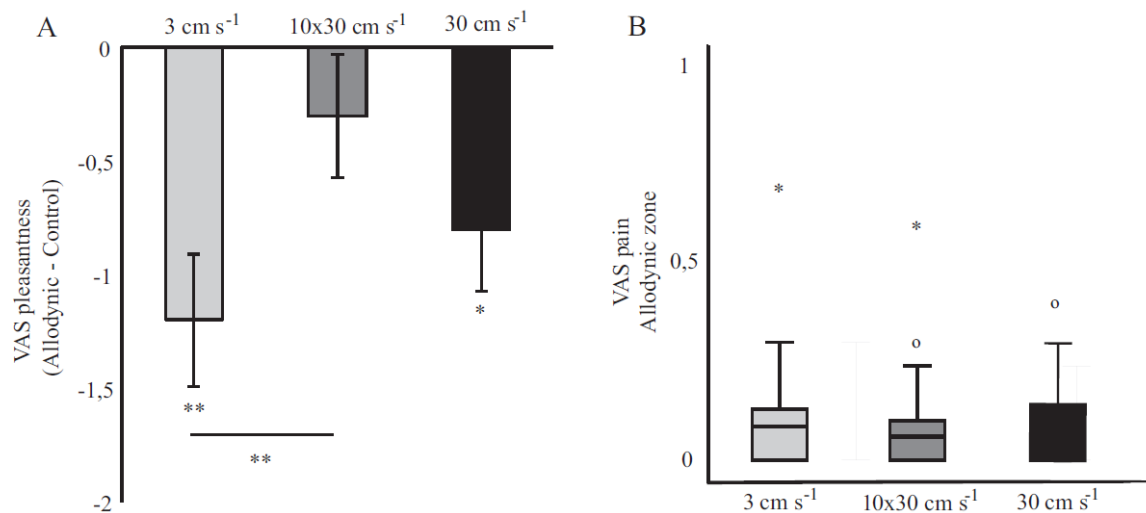 A
3 cm s⁻¹
10x30 cm s⁻¹
30 cm s⁻¹
0
-0,5
-1
-1,5
-2
VAS pleasantness
(Allodynic - Control)
**
*
**
B
1
0,5
0
VAS pain
Allodynic zone
*
*
o
o
3 cm s⁻¹
10x30 cm s⁻¹
30 cm s⁻¹